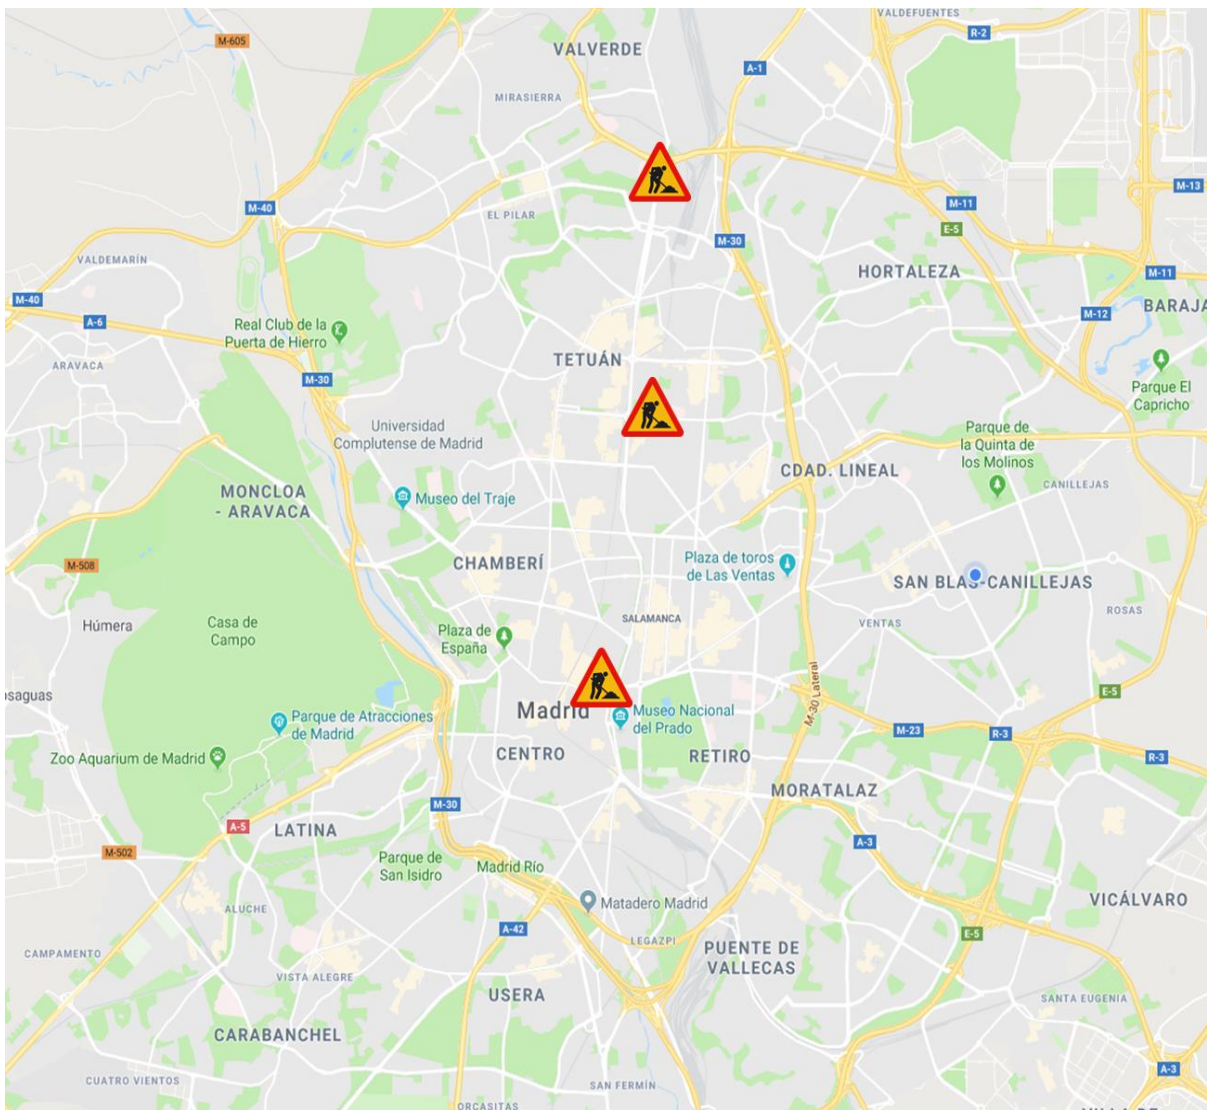 VALDEFUENTES
R-2
M-605
VALVERDE
A-1
MIRASIERRA
M-13
M-11
M-40
EL PILAR
E-5
M-30
VALDEMARÍN
HORTALEZA
M-11
M-40
BARAJA
A-6
M-12
Real Club de la
Puerta de Hierro
TETUÁN
ARAVACA
M-30
Parque El
Capricho
Universidad
Complutense de Madrid
Parque de
la Quinta de
los Molinos
CDAD. LINEAL
CANILLEJAS
MONCLOA
- ARAVACA
Museo del Traje
CHAMBERÍ
Plaza de toros
de Las Ventas
M-508
SAN BLAS-CANILLEJAS
ROSAS
Húmera
Casa de
Campo
Plaza de
España
SALAMANCA
VENTAS
osaguas
M-30 Lateral
E-5
Madrid
Museo Nacional
del Prado
Parque de Atracciones
de Madrid
M-23
R-3
Zoo Aquarium de Madrid
CENTRO
RETIRO
R-3
MORATALAZ
M-30
A-5
LATINA
A-3
M-502
Parque de
San Isidro
Madrid Río
VICÁLVARO
ALUCHE
Matadero Madrid
A-42
E-5
LEGAZPI
CAMPAMENTO
PUENTE DE
VALLECAS
VISTA ALEGRE
USERA
SANTA EUGENIA
CARABANCHEL
A-3
CUATRO VIENTOS
SAN FERMÍN
ORCASITAS